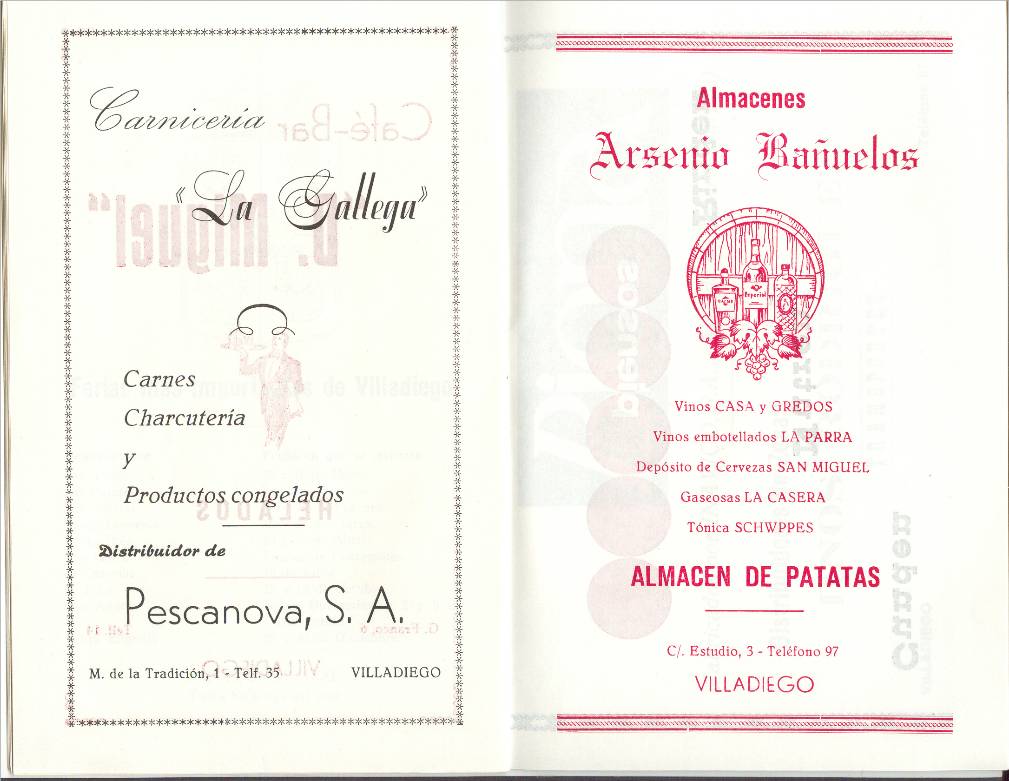 Carnicería
"La Gallega"
Carnes
Charcutería
y
Productos congelados
Distribuidor de
Pescanova, S. A.
M. de la Tradición, 1 - Telf. 35 VILLADIEGO
Almacenes
Arsenio Bañuelos
Especial
Vinos CASA y GREDOS
Vinos embotellados LA PARRA
Depósito de Cervezas SAN MIGUEL
Gaseosas LA CASERA
Tónica SCHWPPES
ALMACEN DE PATATAS
C/. Estudio, 3 - Teléfono 97
VILLADIEGO